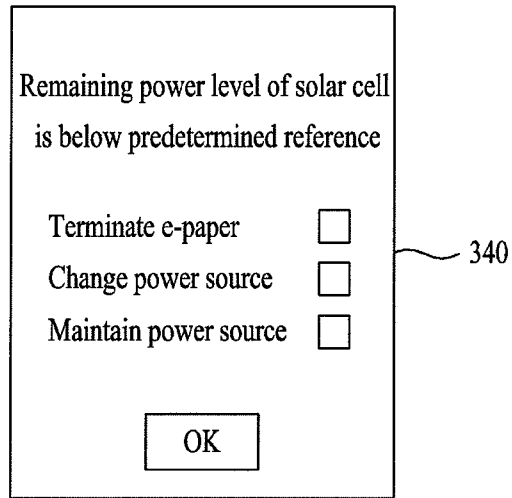 Remaining power level of solar cell
is below predetermined reference
Terminate e-paper
Change power source
340
Maintain power source
OK